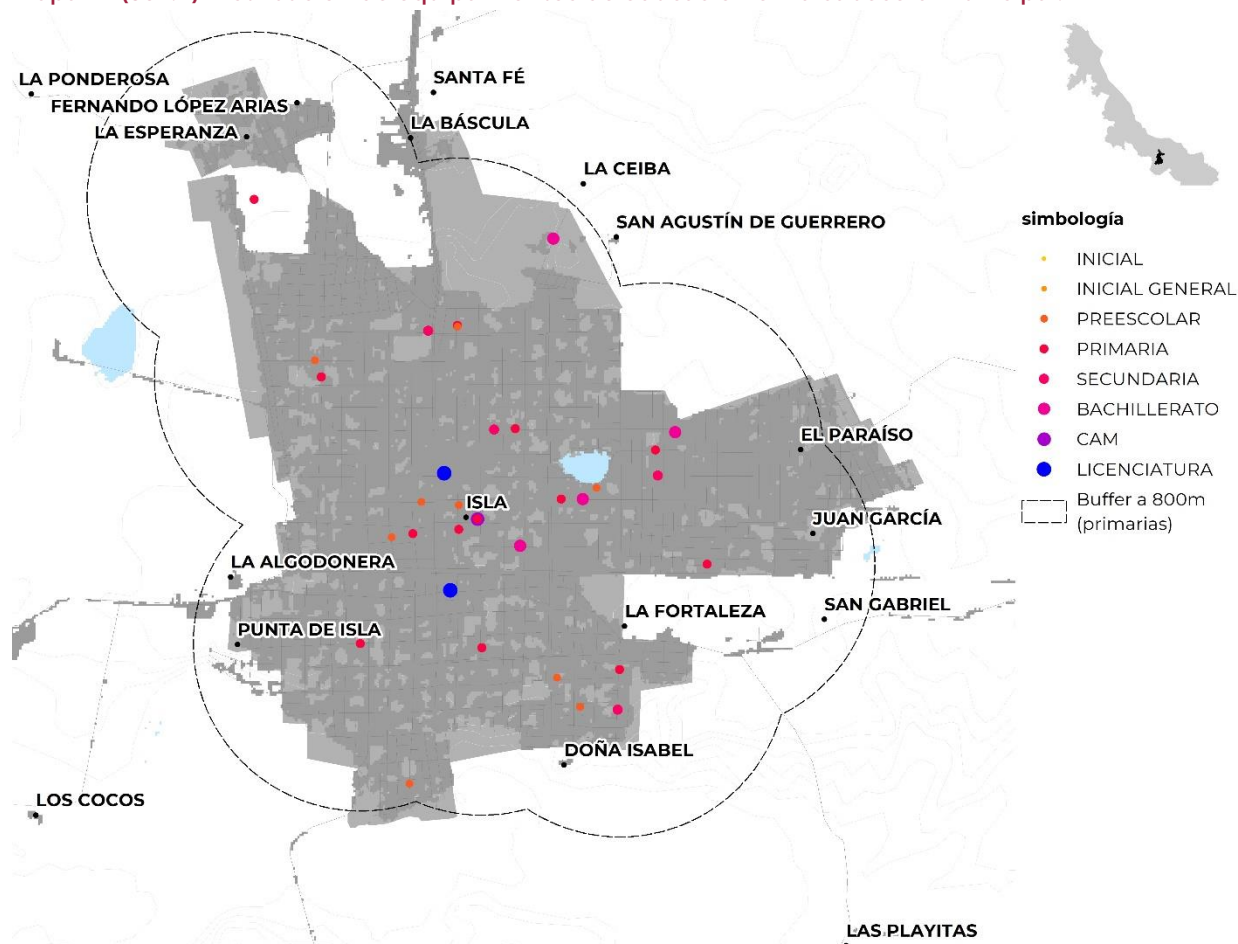 LA PONDEROSA
SANTA FÉ
FERNANDO LÓPEZ ARIAS
LA BÁSCULA
LA ESPERANZA
LA CEIBA
SAN AGUSTÍN DE GUERRERO
EL PARAÍSO
ISLA
JUAN GARCÍA
LA ALGODONERA
LA FORTALEZA
SAN GABRIEL
PUNTA DE ISLA
DOÑA ISABEL
LOS COCOS
LAS PLAYITAS
simbología
INICIAL
INICIAL GENERAL
PREESCOLAR
PRIMARIA
SECUNDARIA
BACHILLERATO
CAM
LICENCIATURA
Buffer a 800m
(primarias)